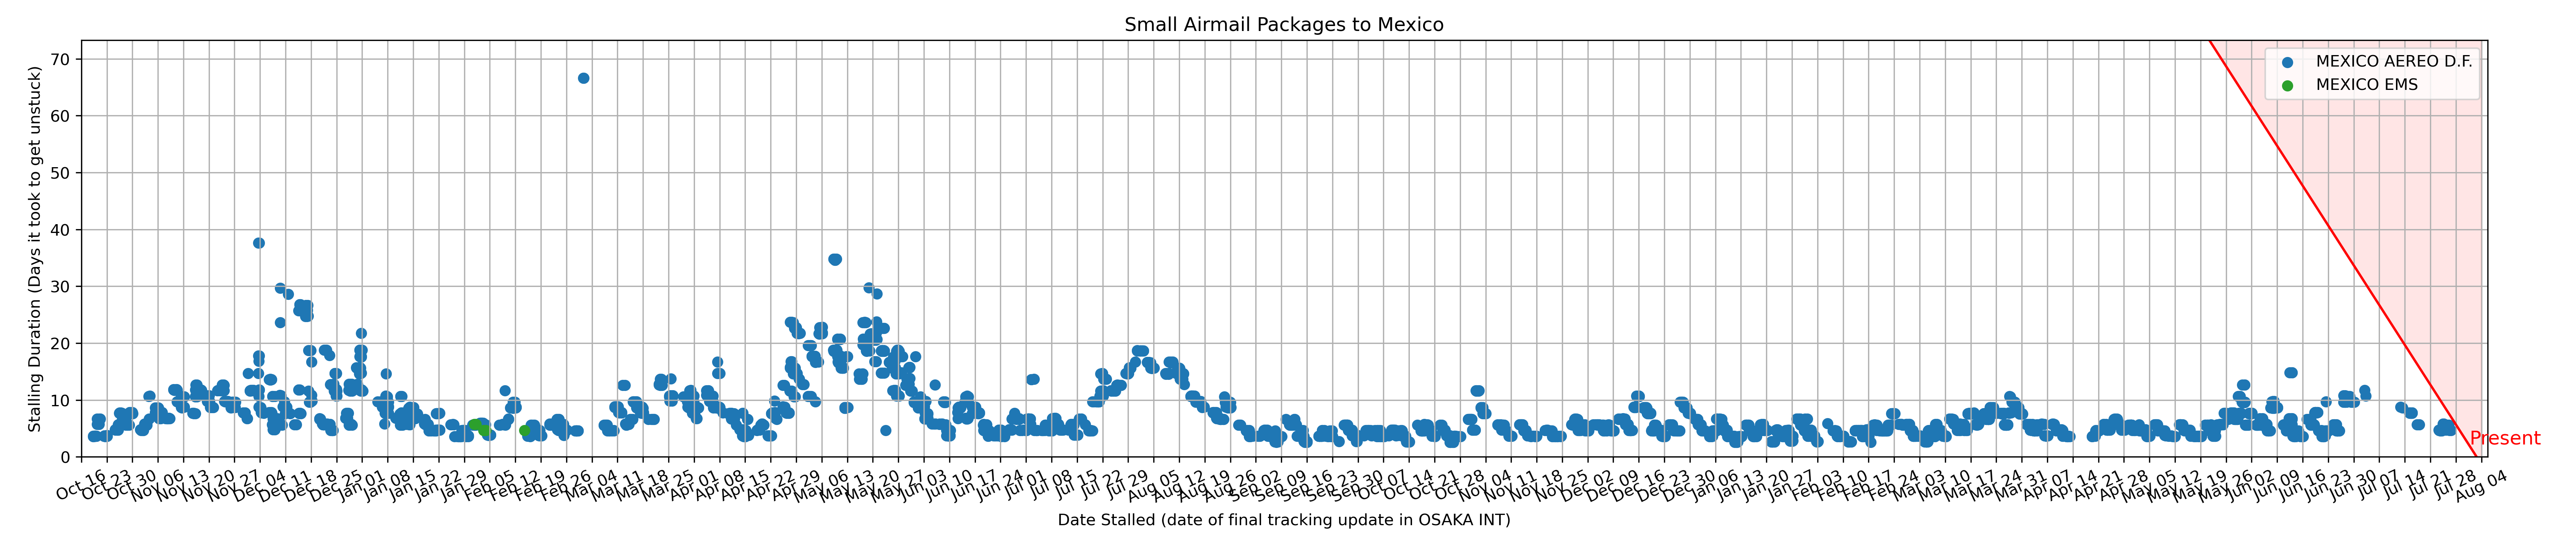 Small Airmail Packages to Mexico
MEXICO AEREO D.F.
MEXICO EMS
Present
Stalling Duration (Days it took to get unstuck)
70
60
50
40
30
20
10
0
Oct 16 Oct 23 Oct 30 Nov 06 Nov 13 Nov 20 Nov 27 Dec 04 Dec 11 Dec 18 Dec 25 Jan 01 Jan 08 Jan 15 Jan 22 Jan 29 Feb 05 Feb 12 Feb 19 Feb 26 Mar 04 Mar 11 Mar 18 Mar 25 Apr 01 Apr 08 Apr 15 Apr 22 Apr 29 May 06 May 13 May 20 May 27 Jun 03 Jun 10 Jun 17 Jun 24 Jul 01 Jul 08 Jul 15 Jul 22 Jul 29 Aug 05 Aug 12 Aug 19 Aug 26 Sep 02 Sep 09 Sep 16 Sep 23 Sep 30 Oct 07 Oct 14 Oct 21 Oct 28 Nov 04 Nov 11 Nov 18 Nov 25 Dec 02 Dec 09 Dec 16 Dec 23 Dec 30 Jan 06 Jan 13 Jan 20 Jan 27 Feb 03 Feb 10 Feb 17 Feb 24 Mar 03 Mar 10 Mar 17 Mar 24 Mar 31 Apr 07 Apr 14 Apr 21 Apr 28 May 05 May 12 May 19 May 26 Jun 02 Jun 09 Jun 16 Jun 23 Jun 30 Jul 07 Jul 14 Jul 21 Jul 28 Aug 04
Date Stalled (date of final tracking update in OSAKA INT)